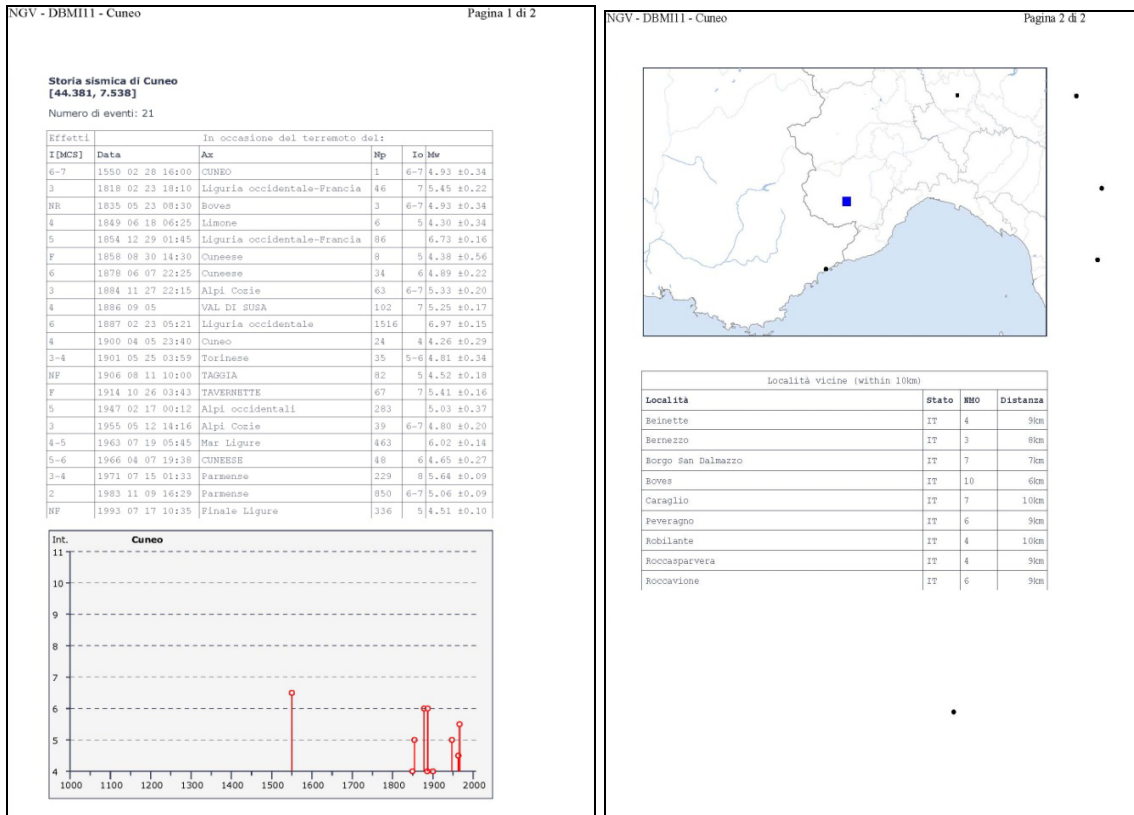 NGV - DBMI11 - Cuneo Pagina 1 di 2
Storia sismica di Cuneo
[44.381, 7.538]
Numero di eventi: 21
Effetti In occasione del terremoto del:
I[MCS] Data Ax Np Io Mw
6-7 1550 02 28 16:00 CUNEO 1 6-7 4.93 ±0.34
3 1818 02 23 18:10 Liguria occidentale-Francia 46 7 5.45 ±0.22
NR 1835 05 23 08:30 Boves 3 6-7 4.93 ±0.34
4 1849 06 18 06:25 Limone 6 5 4.30 ±0.34
5 1854 12 29 01:45 Liguria occidentale-Francia 86 6.73 ±0.16
F 1858 08 30 14:30 Cuneese 8 5 4.38 ±0.56
6 1878 06 07 22:25 Cuneese 34 6 4.89 ±0.22
3 1884 11 27 22:15 Alpi Cozie 63 6-7 5.33 ±0.20
4 1886 09 05 VAL DI SUSA 102 7 5.25 ±0.17
6 1887 02 23 05:21 Liguria occidentale 1516 6.97 ±0.15
4 1900 04 05 23:40 Cuneo 24 4 4.26 ±0.29
3-4 1901 05 25 03:59 Torinese 35 5-6 4.81 ±0.34
NF 1906 08 11 10:00 TAGGIA 82 5 4.52 ±0.18
F 1914 10 26 03:43 TAVERNETTE 67 7 5.41 ±0.16
5 1947 02 17 00:12 Alpi occidentali 283 5.03 ±0.37
3 1955 05 12 14:16 Alpi Cozie 39 6-7 4.80 ±0.20
4-5 1963 07 19 05:45 Mar Ligure 463 6.02 ±0.14
5-6 1966 04 07 19:38 CUNEESE 48 6 4.65 ±0.27
3-4 1971 07 15 01:33 Parmense 229 8 5.64 ±0.09
2 1983 11 09 16:29 Parmense 850 6-7 5.06 ±0.09
NF 1993 07 17 10:35 Finale Ligure 336 5 4.51 ±0.10
Int. Cuneo
11
10
9
8
7
6
5
4
1000 1100 1200 1300 1400 1500 1600 1700 1800 1900 2000
NGV - DBMI11 - Cuneo Pagina 2 di 2
Località vicine (within 10km)
Località Stato NMO Distanza
Beinette IT 4 9km
Bernezzo IT 3 8km
Borgo San Dalmazzo IT 7 7km
Boves IT 10 6km
Caraglio IT 7 10km
Peveragno IT 6 9km
Robilante IT 4 10km
Roccasparvera IT 4 9km
Roccavione IT 6 9km